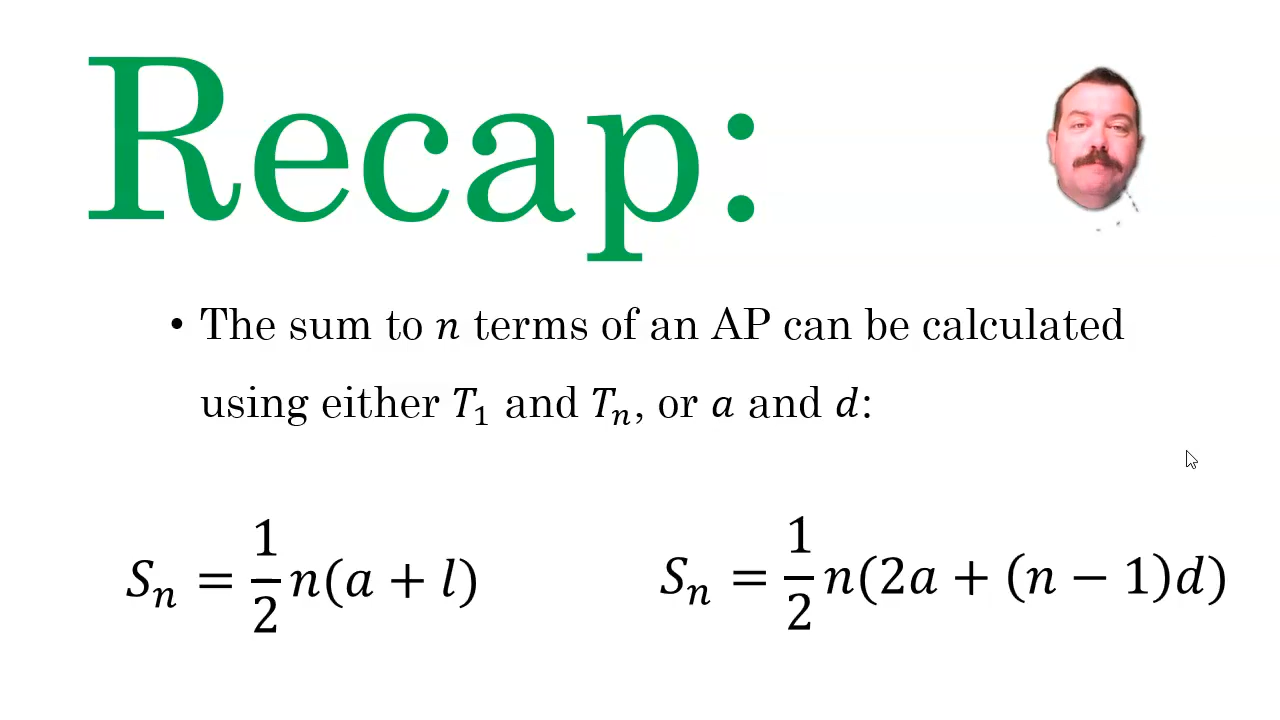 Recap:
• The sum to n terms of an AP can be calculated
using either T₁ and Tₙ, or a and d:
Sₙ = 1/2 n(a + l)
Sₙ = 1/2 n(2a + (n − 1)d)